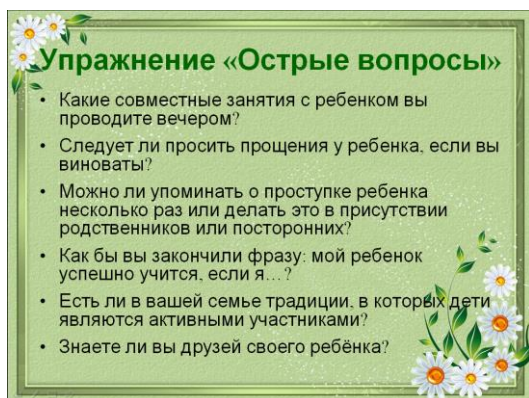 Упражнение «Острые вопросы»
• Какие совместные занятия с ребенком вы
проводите вечером?
• Следует ли просить прощения у ребенка, если вы
виноваты?
• Можно ли упоминать о проступке ребенка
несколько раз или делать это в присутствии
родственников или посторонних?
• Как бы вы закончили фразу: мой ребенок
успешно учится, если я…?
• Есть ли в вашей семье традиции, в которых дети
являются активными участниками?
• Знаете ли вы друзей своего ребёнка?